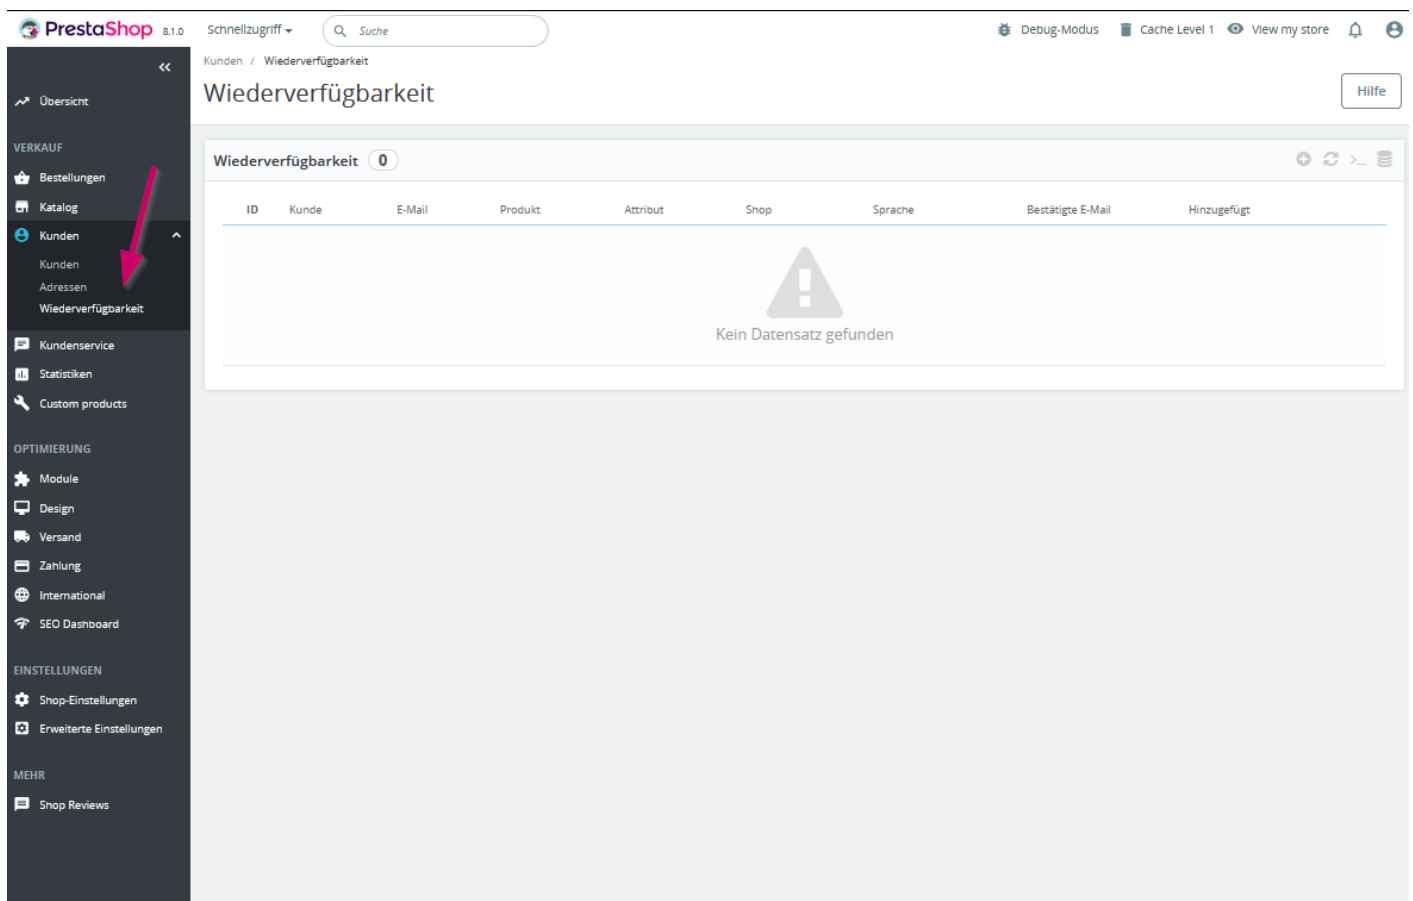 PrestaShop 8.1.0 Schnellzugriff Suche Debug-Modus Cache Level 1 View my store
Kunden / Wiederverfügbarkeit
Wiederverfügbarkeit
Hilfe
Übersicht
VERKAUF
Bestellungen
Katalog
Kunden
Kunden
Adressen
Wiederverfügbarkeit
Kundenservice
Statistiken
Custom products
OPTIMIERUNG
Module
Design
Versand
Zahlung
International
SEO Dashboard
EINSTELLUNGEN
Shop-Einstellungen
Erweiterte Einstellungen
MEHR
Shop Reviews
Wiederverfügbarkeit 0
ID Kunde E-Mail Produkt Attribut Shop Sprache Bestätigte E-Mail Hinzugefügt
Kein Datensatz gefunden